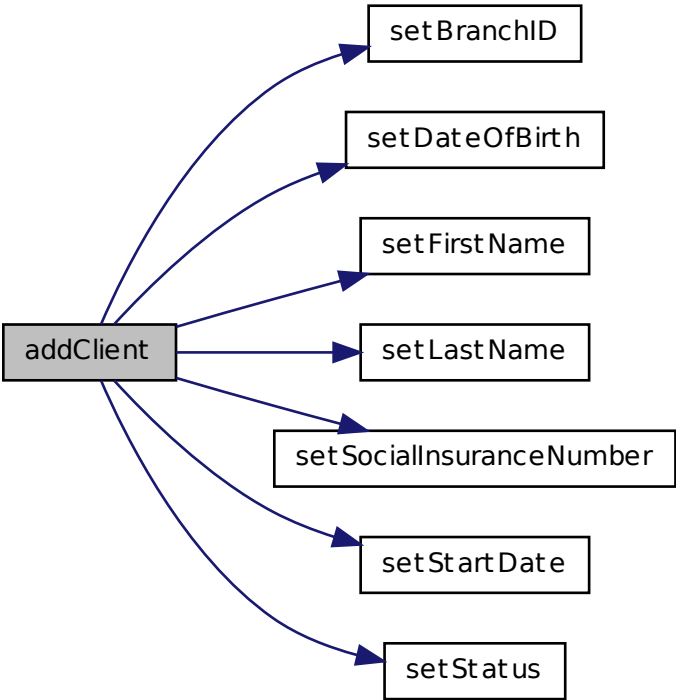 setBranchID
setDateOfBirth
setFirstName
addClient
setLastName
setSocialInsuranceNumber
setStartDate
setStatus